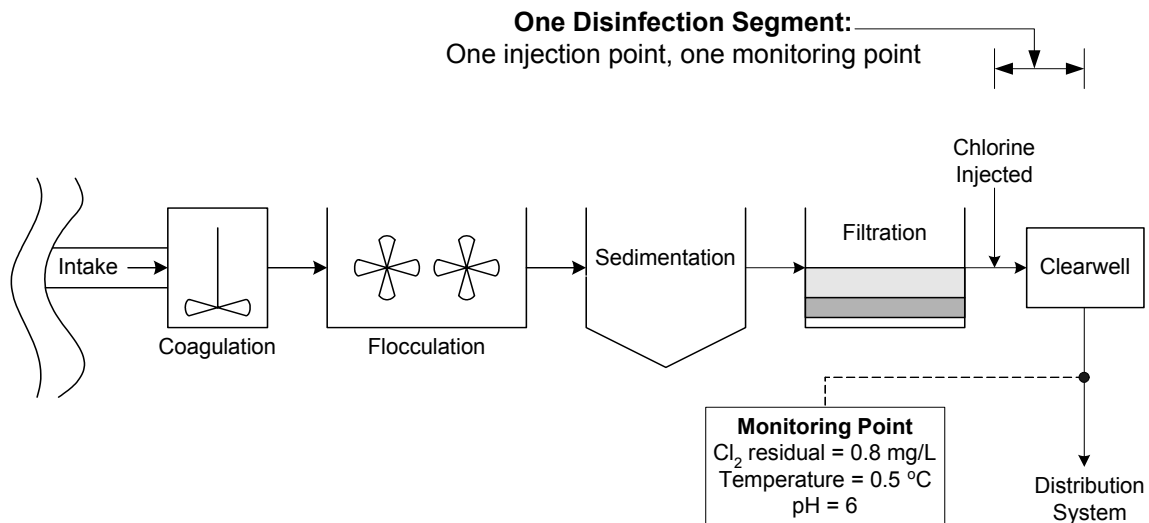 One Disinfection Segment:
One injection point, one monitoring point
Chlorine
Injected
Intake
Coagulation
Flocculation
Sedimentation
Filtration
Clearwell
Monitoring Point
Cl₂ residual = 0.8 mg/L
Temperature = 0.5 ºC
pH = 6
Distribution
System